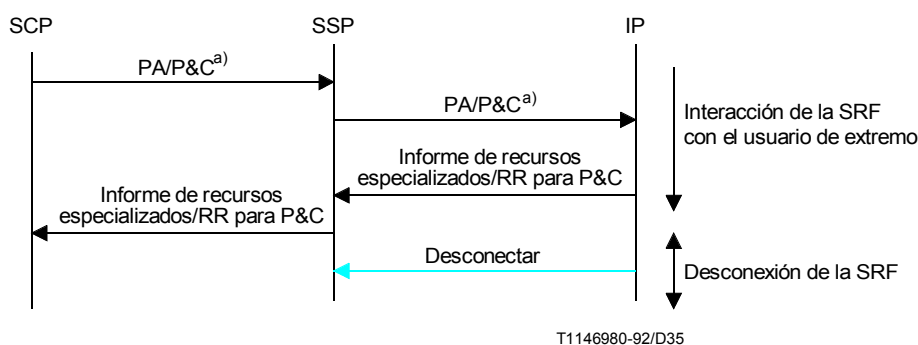 SCP
SSP
IP
PA/P&C a)
PA/P&C a)
Interacción de la SRF
con el usuario de extremo
Informe de recursos
especializados/RR para P&C
Informe de recursos
especializados/RR para P&C
Desconectar
Desconexión de la SRF
T1146980-92/D35